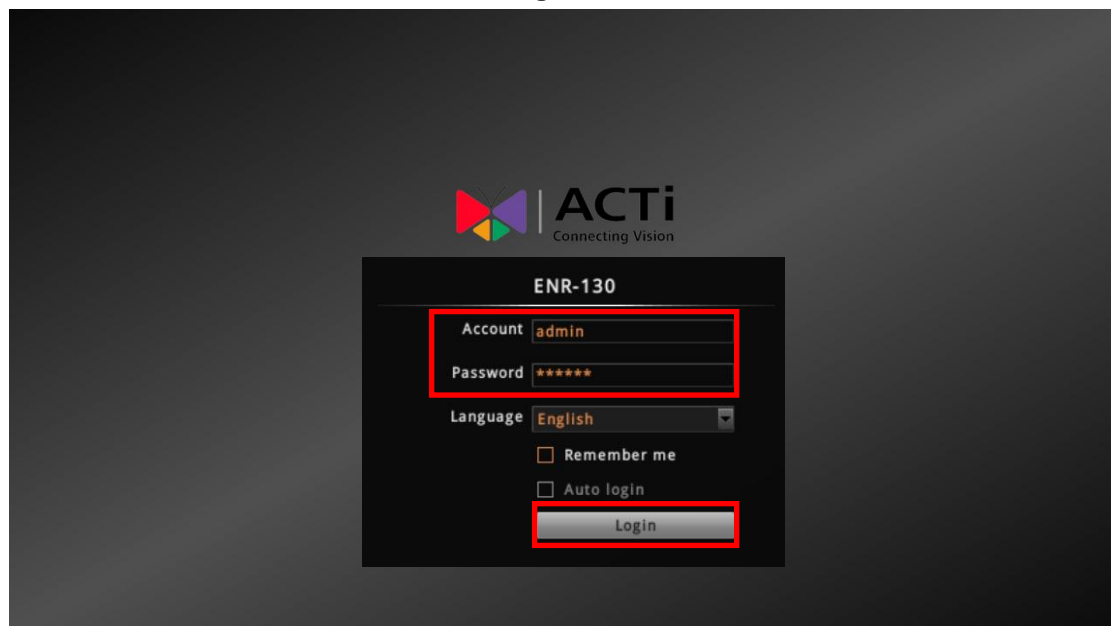 ACTi
Connecting Vision
ENR-130
Account admin
Password ******
Language English
Remember me
Auto login
Login